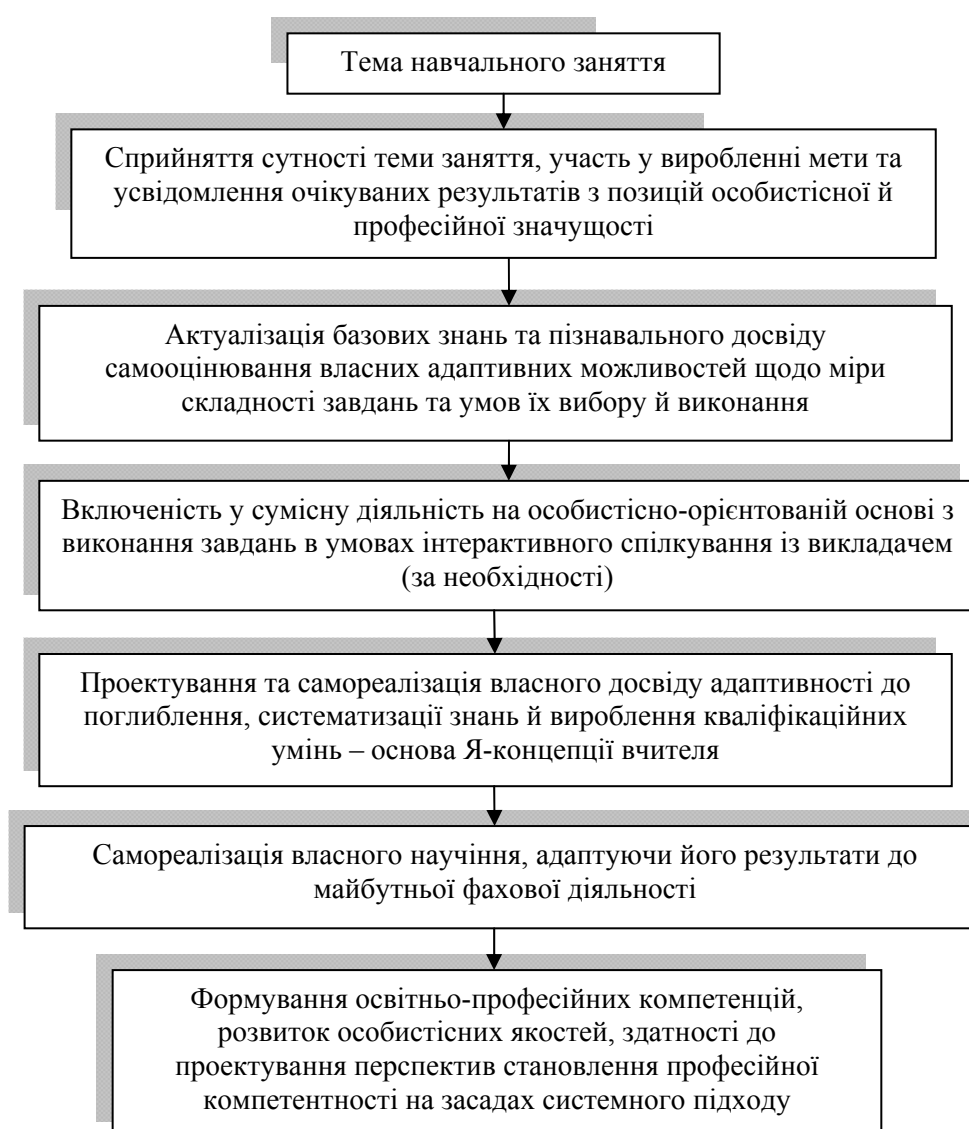 Тема навчального заняття
Сприйняття сутності теми заняття, участь у виробленні мети та
усвідомлення очікуваних результатів з позицій особистісної й
професійної значущості
Актуалізація базових знань та пізнавального досвіду
самооцінювання власних адаптивних можливостей щодо міри
складності завдань та умов їх вибору й виконання
Включеність у сумісну діяльність на особистісно-орієнтованій основі з
виконання завдань в умовах інтерактивного спілкування із викладачем
(за необхідності)
Проектування та самореалізація власного досвіду адаптивності до
поглиблення, систематизації знань й вироблення кваліфікаційних
умінь – основа Я-концепції вчителя
Самореалізація власного научіння, адаптуючи його результати до
майбутньої фахової діяльності
Формування освітньо-професійних компетенцій,
розвиток особистісних якостей, здатності до
проектування перспектив становлення професійної
компетентності на засадах системного підходу